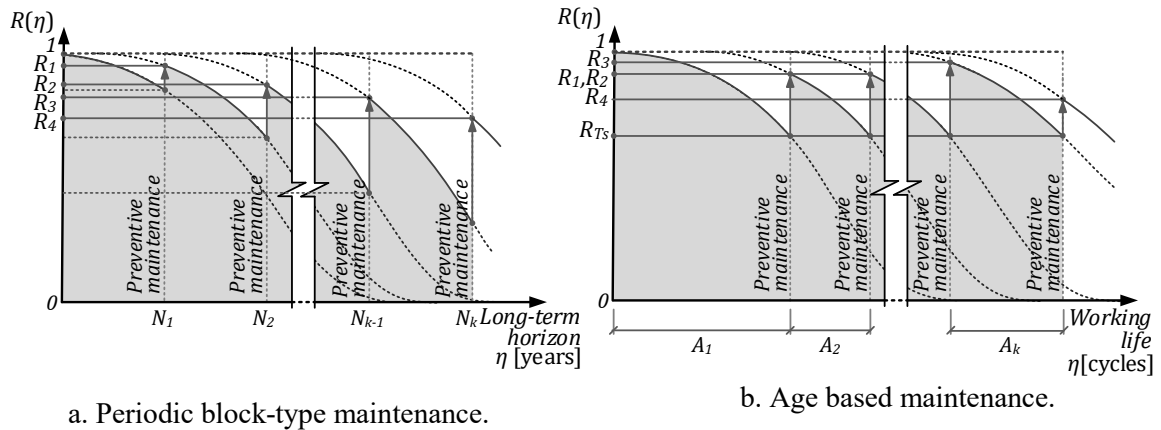 R(η)
1
R1
R2
R3
R4
0
Preventive
maintenance
Preventive
maintenance
Preventive
maintenance
Preventive
maintenance
N1
N2
Nk-1
Nk
Long-term
horizon
η [years]
a. Periodic block-type maintenance.
R(η)
1
R3
R1,R2
R4
RTs
0
Preventive
maintenance
Preventive
maintenance
Preventive
maintenance
Preventive
maintenance
A1
A2
Ak
Working
life
η[cycles]
b. Age based maintenance.